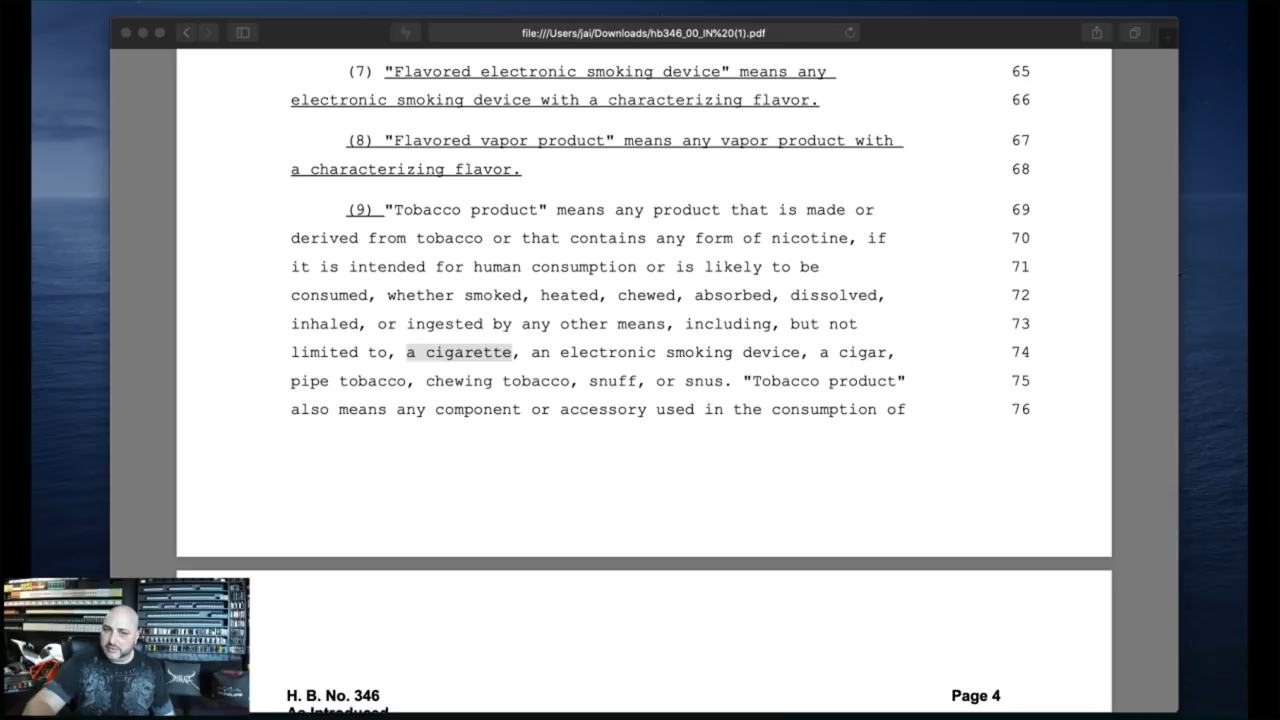 file:///Users/jai/Downloads/hb346_00_IN%20(1).pdf
(7) "Flavored electronic smoking device" means any 65
electronic smoking device with a characterizing flavor. 66
(8) "Flavored vapor product" means any vapor product with 67
a characterizing flavor. 68
(9) "Tobacco product" means any product that is made or 69
derived from tobacco or that contains any form of nicotine, if 70
it is intended for human consumption or is likely to be 71
consumed, whether smoked, heated, chewed, absorbed, dissolved, 72
inhaled, or ingested by any other means, including, but not 73
limited to, a cigarette, an electronic smoking device, a cigar, 74
pipe tobacco, chewing tobacco, snuff, or snus. "Tobacco product" 75
also means any component or accessory used in the consumption of 76
H. B. No. 346 Page 4
As Introduced